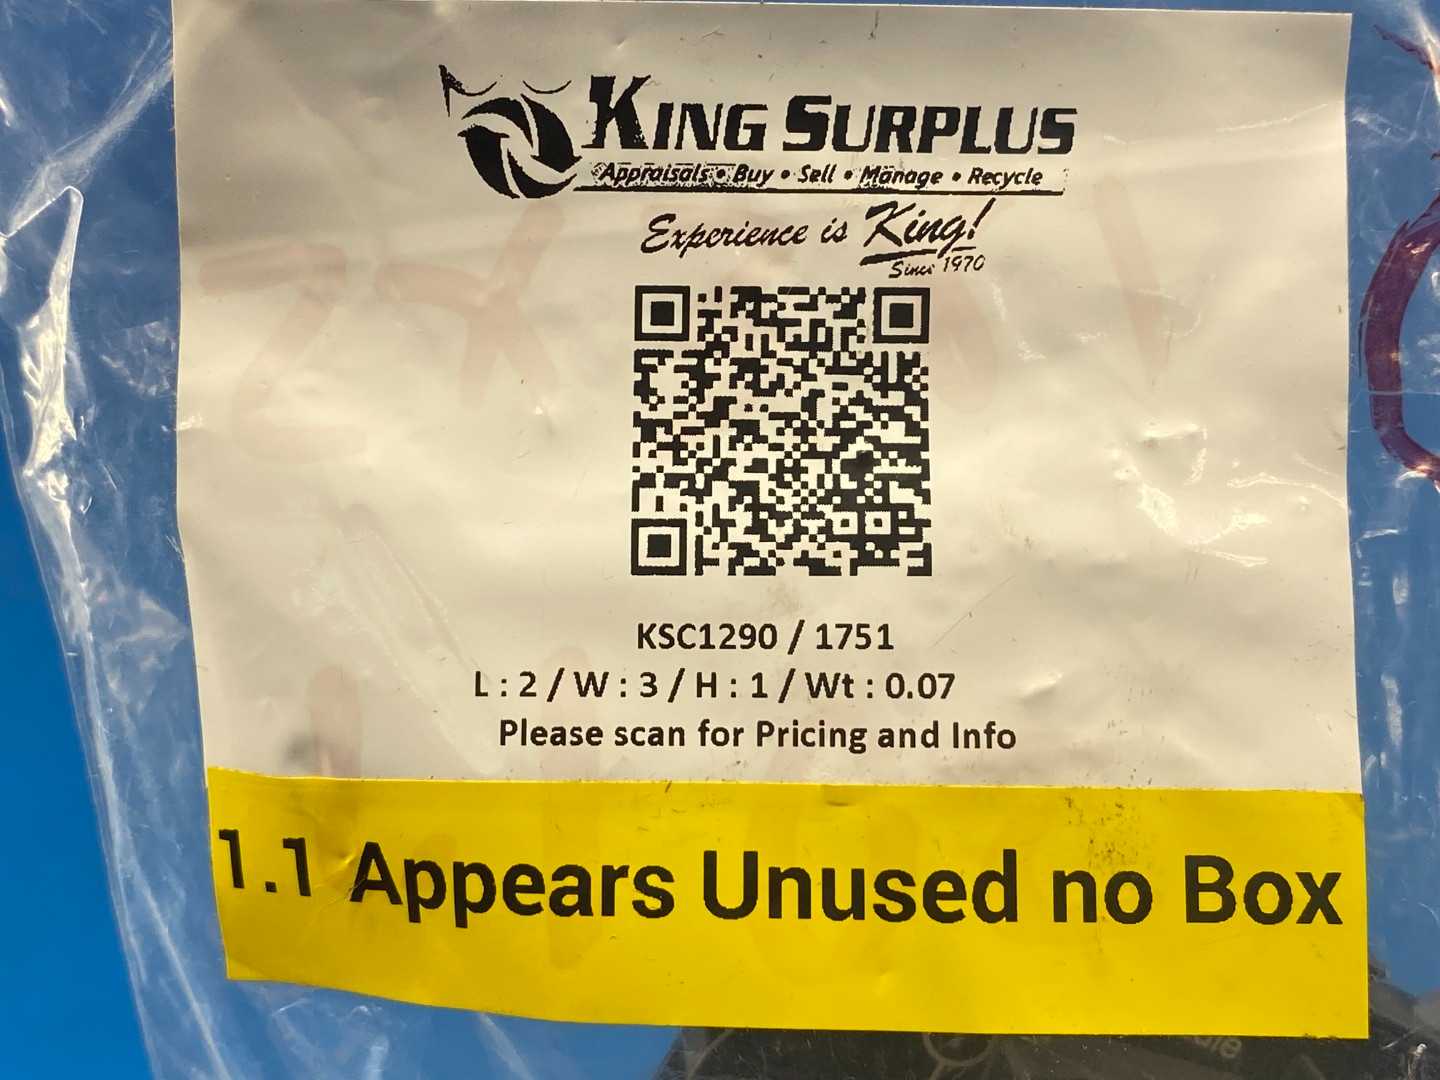 KING SURPLUS
Appraisals • Buy • Sell • Manage • Recycle
Experience is King!
Since 1970
KSC1290 / 1751
L : 2 / W : 3 / H : 1 / Wt : 0.07
Please scan for Pricing and Info
1.1 Appears Unused no Box